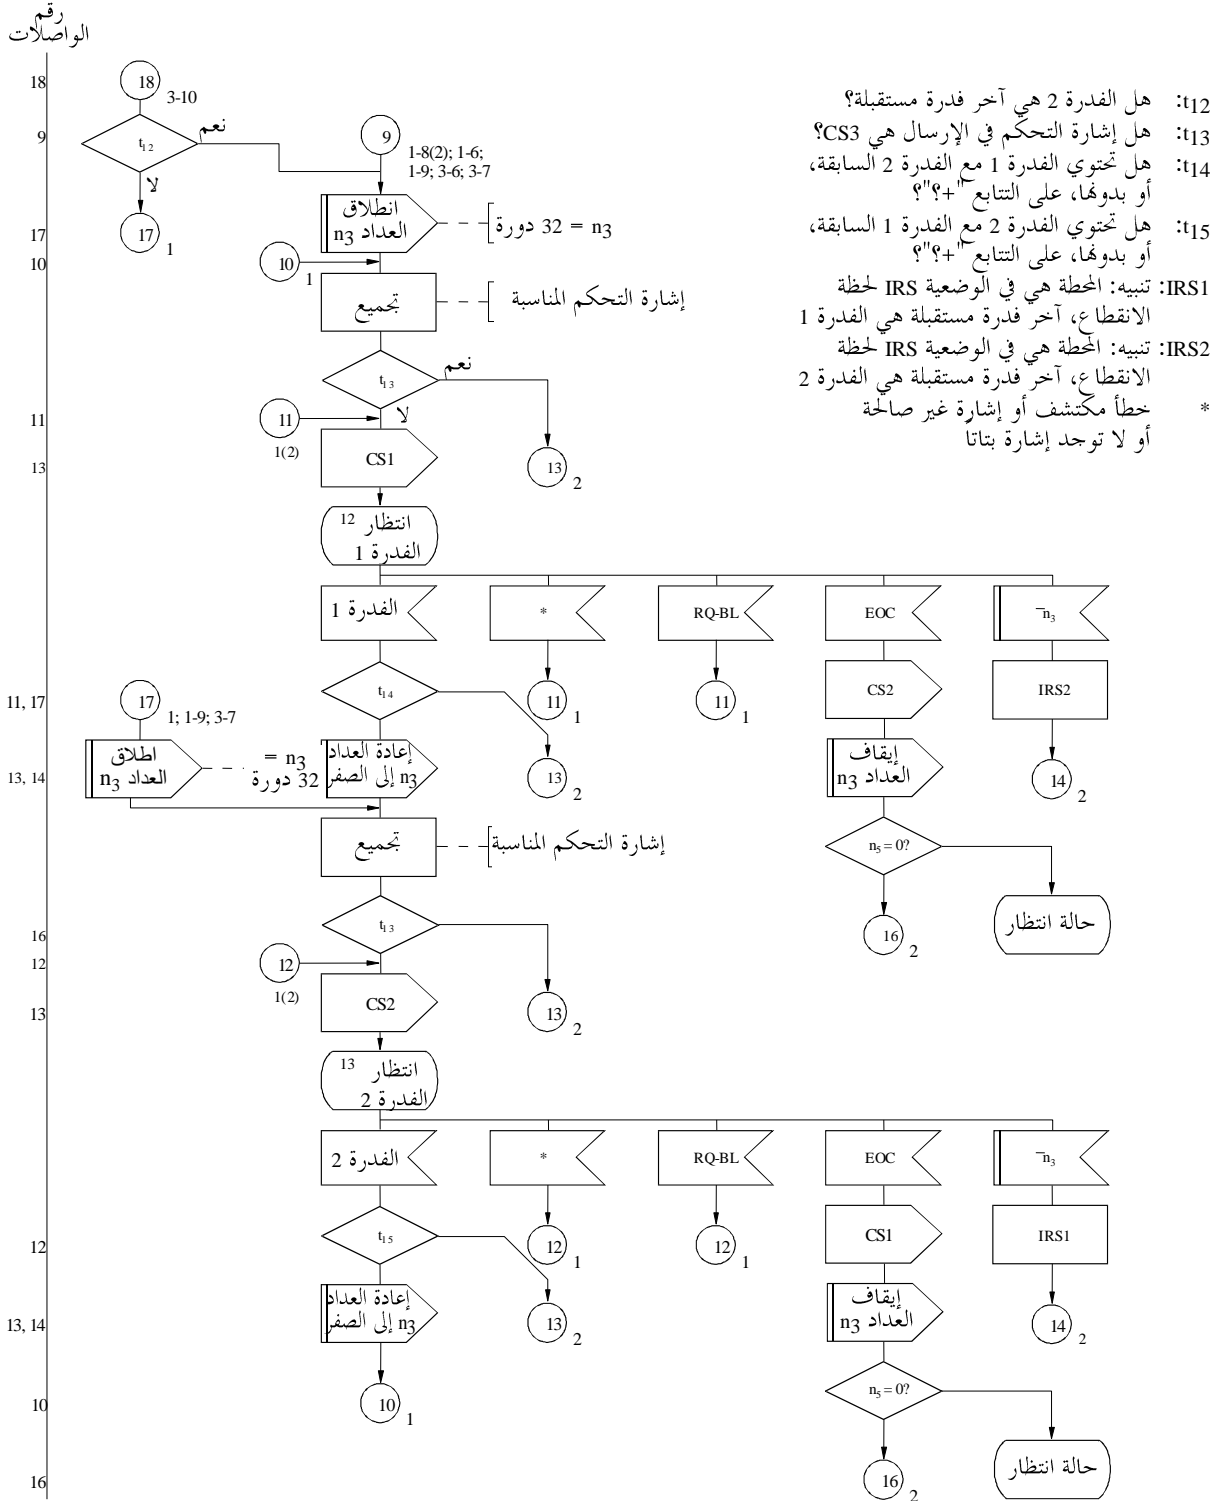 رقم
الواصلات
18
18
3-10
t12
نعم
لا
17
1
9
9
1-8(2); 1-6;
1-9; 3-6; 3-7
انطلاق
العداد n3
n3 = 32 دورة
17
10
10
1
تجميع
إشارة التحكم المناسبة
t13
نعم
لا
11
11
1(2)
CS1
13
2
13
انتظار 12
الفدرة 1
الفدرة 1
*
RQ-BL
EOC
¯n3
t14
11
1
11
1
CS2
IRS2
11, 17
17
1; 1-9; 3-7
اطلاق
العداد n3
n3 =
32 دورة
إعادة العداد
n3 إلى الصفر
13
2
إيقاف
العداد n3
14
2
13, 14
تجميع
إشارة التحكم المناسبة
n5 = 0?
16
2
حالة انتظار
t13
16
12
12
1(2)
CS2
13
2
13
انتظار 13
الفدرة 2
الفدرة 2
*
RQ-BL
EOC
¯n3
t15
12
1
12
1
CS1
IRS1
12
إعادة العداد
n3 إلى الصفر
13
2
إيقاف
العداد n3
14
2
13, 14
10
1
10
n5 = 0?
16
2
حالة انتظار
16
t12: هل الفدرة 2 هي آخر فدرة مستقبلة؟
t13: هل إشارة التحكم في الإرسال هي CS3؟
t14: هل تحتوي الفدرة 1 مع الفدرة 2 السابقة،
أو بدونها، على التتابع "+؟"؟
t15: هل تحتوي الفدرة 2 مع الفدرة 1 السابقة،
أو بدونها، على التتابع "+؟"؟
IRS1: تنبيه: المحطة هي في الوضعية IRS لحظة
الانقطاع، آخر فدرة مستقبلة هي الفدرة 1
IRS2: تنبيه: المحطة هي في الوضعية IRS لحظة
الانقطاع، آخر فدرة مستقبلة هي الفدرة 2
* خطأ مكتشف أو إشارة غير صالحة
أو لا توجد إشارة بتاتاً